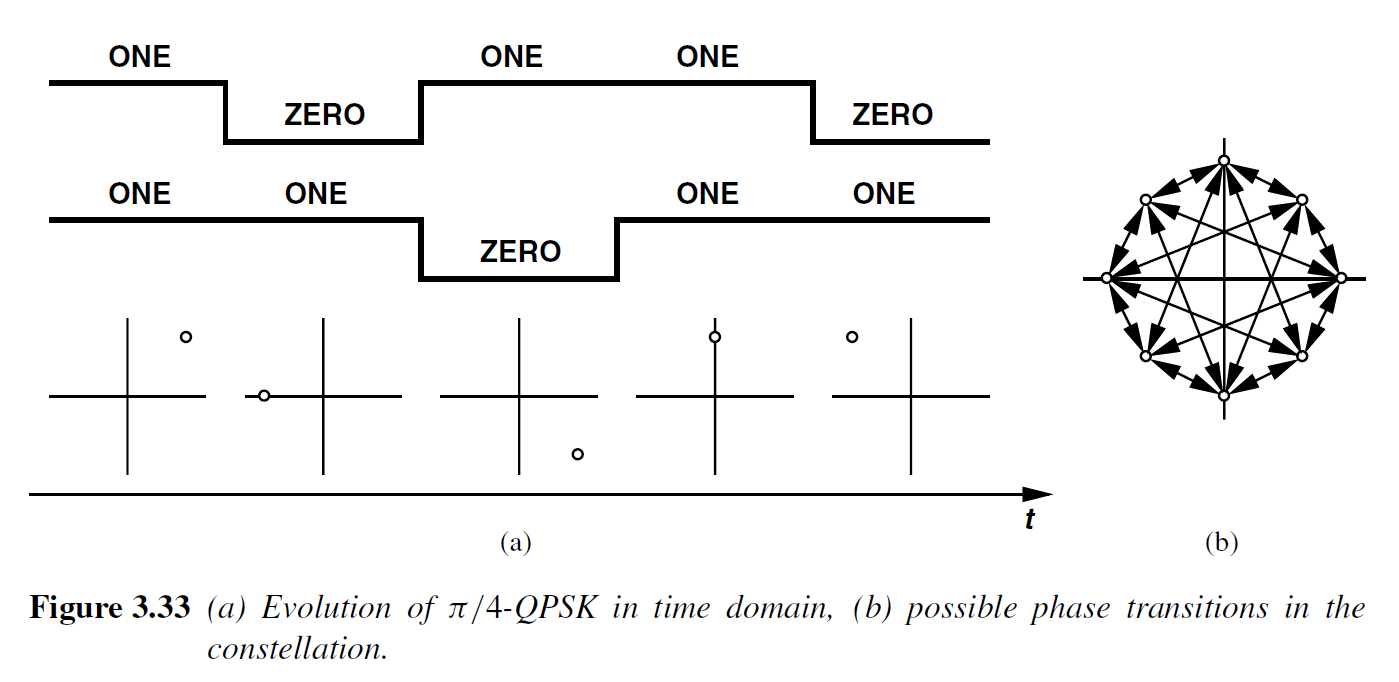 ONE ONE ONE
ZERO ZERO
ONE ONE ONE ONE
ZERO
t
(a) (b)
Figure 3.33 (a) Evolution of π/4-QPSK in time domain, (b) possible phase transitions in the
constellation.